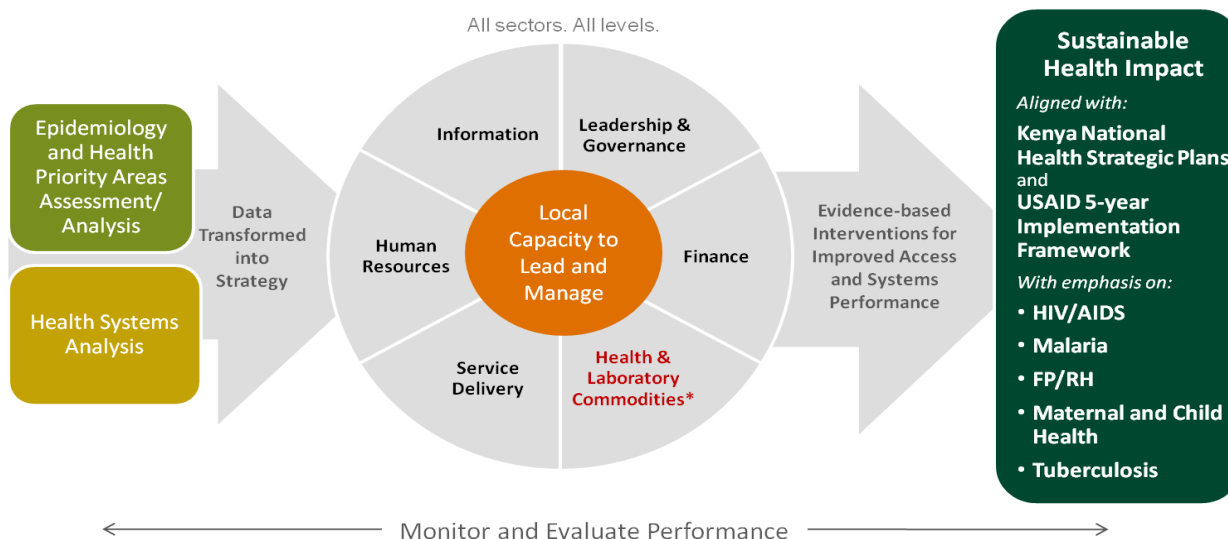 All sectors. All levels.
Epidemiology
and Health
Priority Areas
Assessment/
Analysis
Health Systems
Analysis
Data
Transformed
into
Strategy
Information
Leadership &
Governance
Human
Resources
Local
Capacity to
Lead and
Manage
Finance
Service
Delivery
Health &
Laboratory
Commodities*
Evidence-based
Interventions for
Improved Access
and Systems
Performance
Sustainable
Health Impact
Aligned with:
Kenya National
Health Strategic Plans
and
USAID 5-year
Implementation
Framework
With emphasis on:
• HIV/AIDS
• Malaria
• FP/RH
• Maternal and Child
Health
• Tuberculosis
Monitor and Evaluate Performance